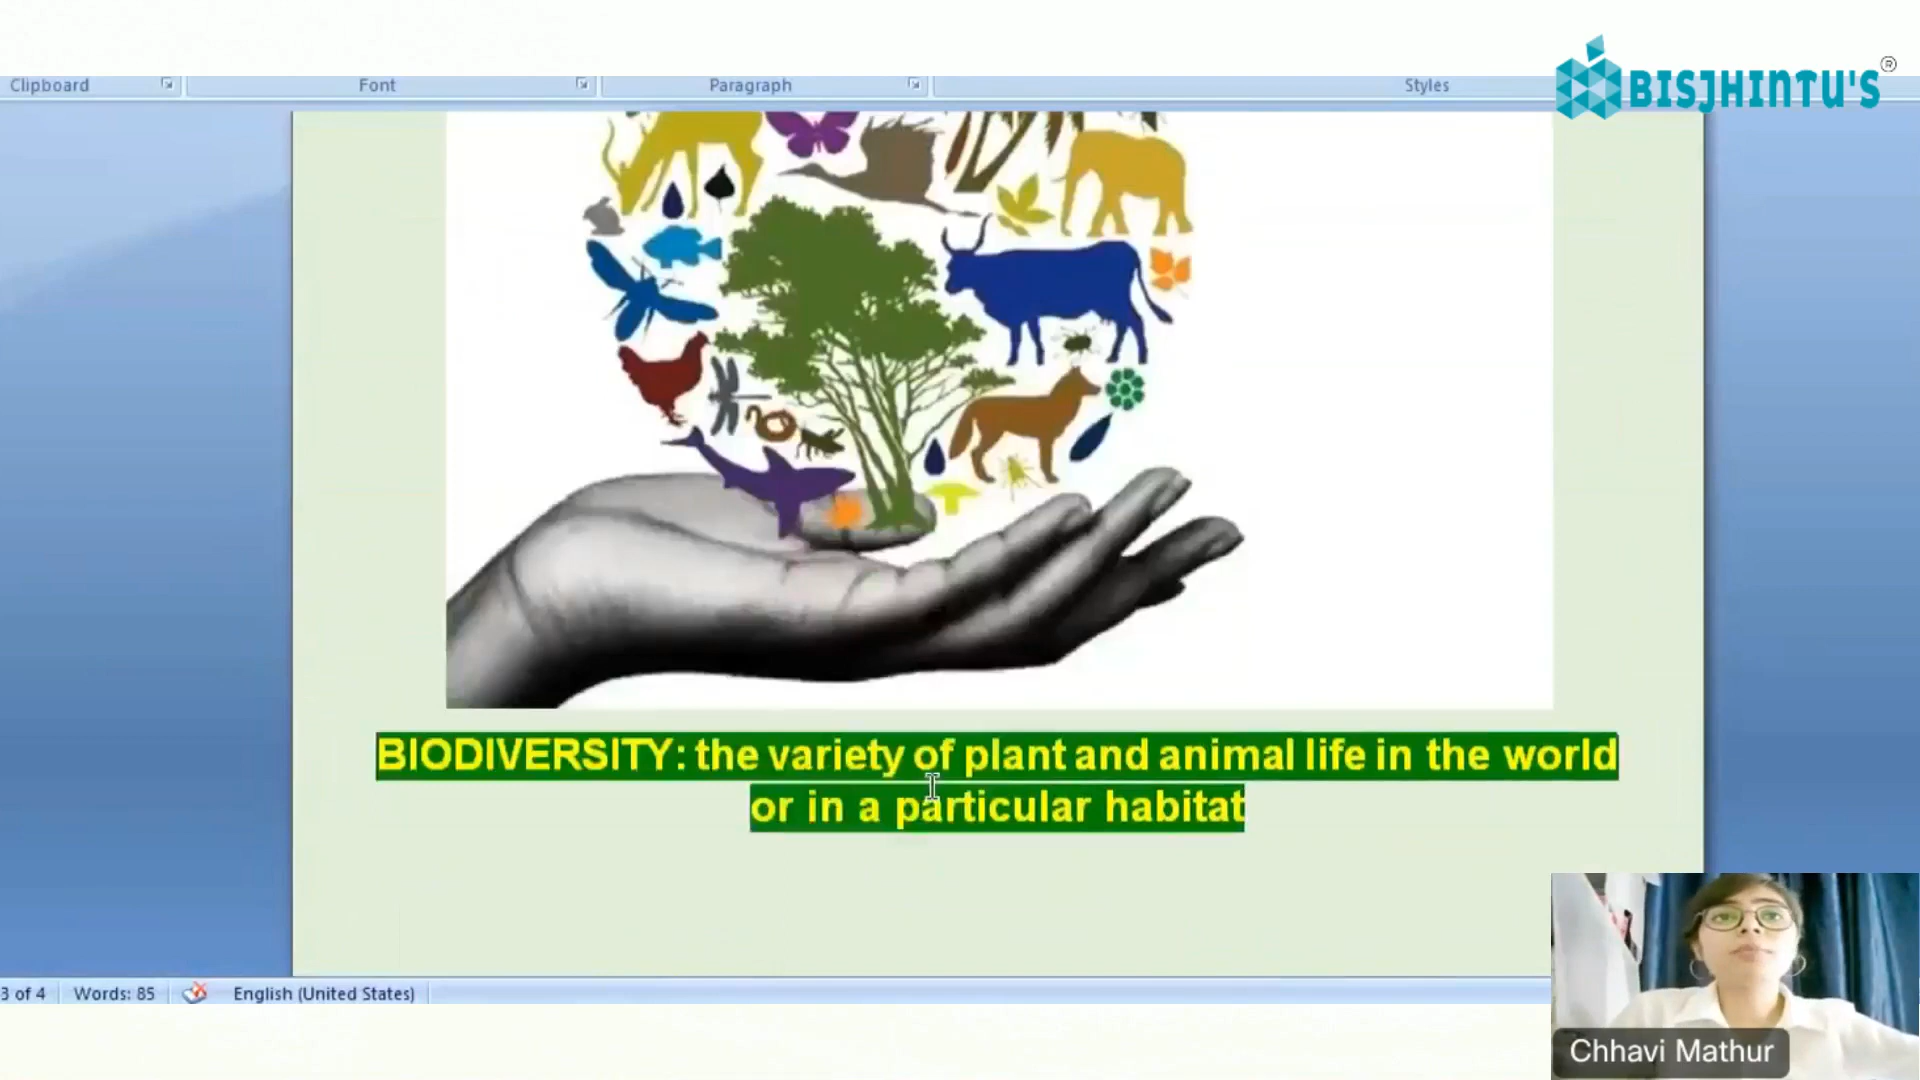 BISJHINTU'S®
Clipboard Font Paragraph Styles
BIODIVERSITY: the variety of plant and animal life in the world
or in a particular habitat
3 of 4 Words: 85 English (United States)
Chhavi Mathur